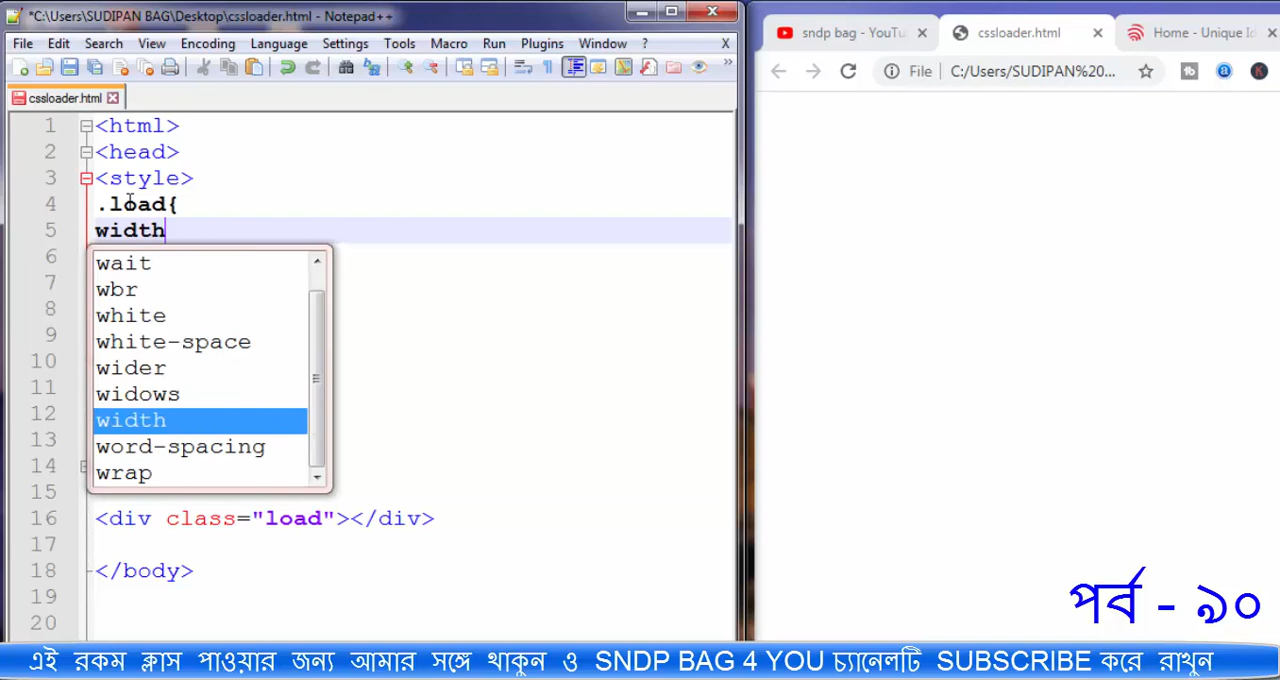 *C:\Users\SUDIPAN BAG\Desktop\cssloader.html - Notepad++
File Edit Search View Encoding Language Settings Tools Macro Run Plugins Window ? X
cssloader.html
1 <html>
2 <head>
3 <style>
4 .load{
5 width
6
7
8
9
10
11
12
13
14
15
16 <div class="load"></div>
17
18 </body>
19
20
wait
wbr
white
white-space
wider
widows
width
word-spacing
wrap
sndp bag - YouTu
cssloader.html
Home - Unique Id
File C:/Users/SUDIPAN%20...
পর্ব - ৯০
এই রকম ক্লাস পাওয়ার জন্য আমার সঙ্গে থাকুন ও SNDP BAG 4 YOU চ্যানেলটি SUBSCRIBE করে রাখুন